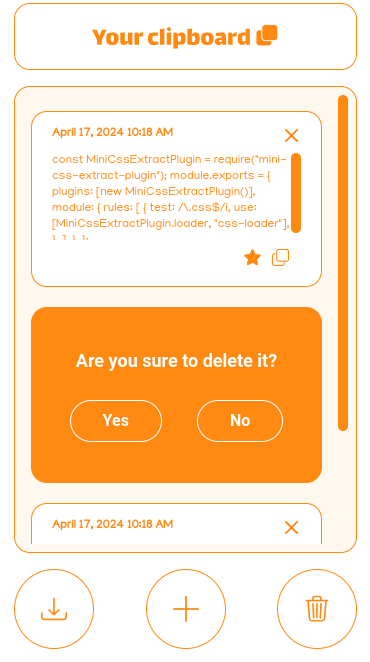 Your clipboard
April 17, 2024 10:18 AM
const MiniCssExtractPlugin = require("mini-
css-extract-plugin"); module.exports = {
plugins: [new MiniCssExtractPlugin()],
module: { rules: [ { test: /\.css$/i, use:
[MiniCssExtractPlugin.loader, "css-loader"],
}, ], }, };
Are you sure to delete it?
Yes
No
April 17, 2024 10:18 AM